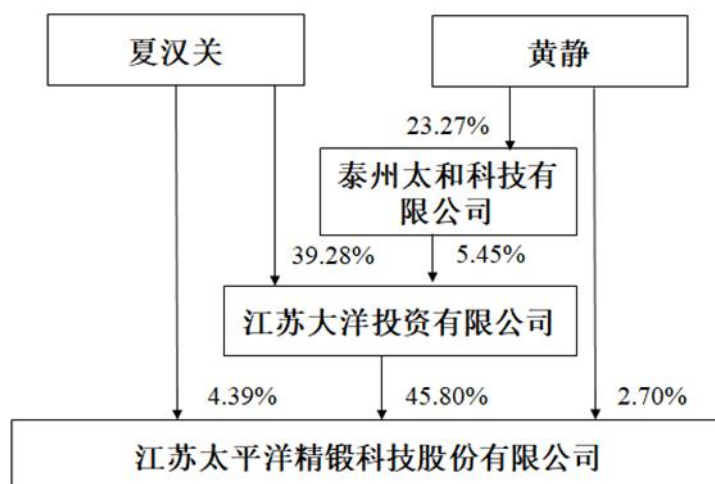 夏汉关
黄静
23.27%
泰州太和科技有
限公司
39.28%
5.45%
江苏大洋投资有限公司
4.39%
45.80%
2.70%
江苏太平洋精锻科技股份有限公司